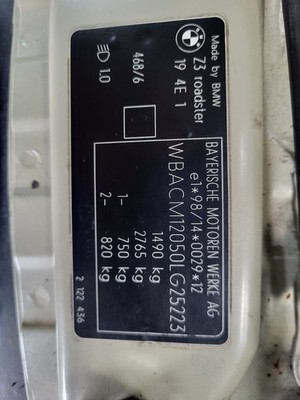 BAYERISCHE MOTOREN WERKE AG
e1*98/14*0029*12
WBACM12050LG25223
1490 kg
2765 kg
1- 750 kg
2- 820 kg
Made by BMW
Z3 roadster
19 4E 1
468/6
1.0
2 122 436